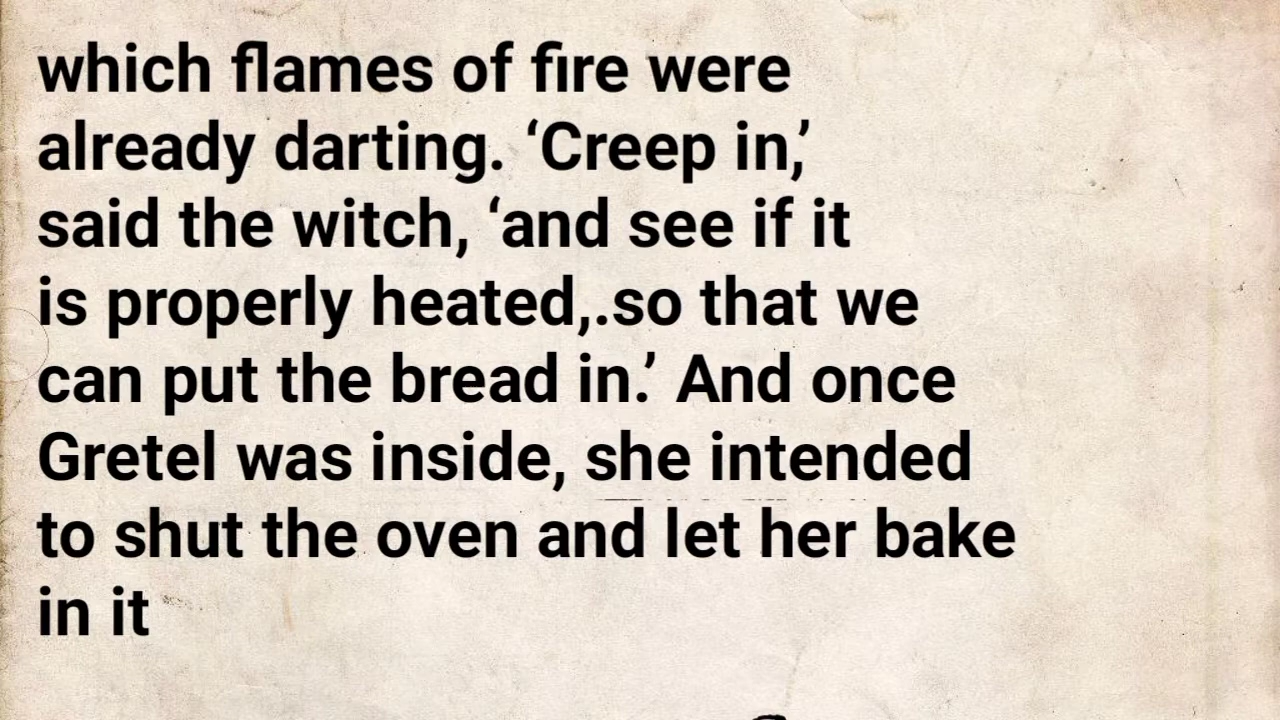 which flames of fire were
already darting. ‘Creep in,’
said the witch, ‘and see if it
is properly heated,.so that we
can put the bread in.’ And once
Gretel was inside, she intended
to shut the oven and let her bake
in it